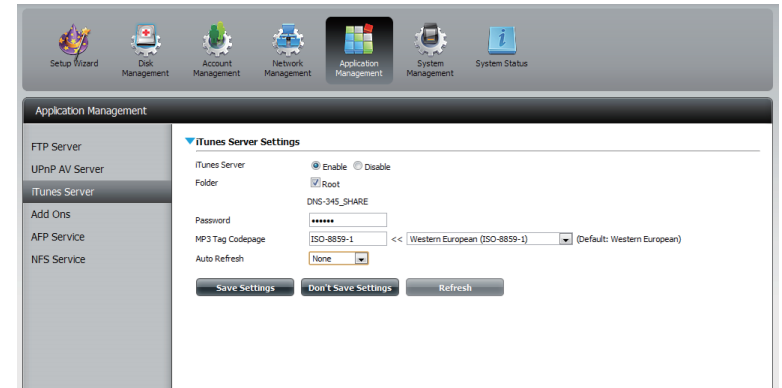 Setup Wizard
Disk Management
Account Management
Network Management
Application Management
System Management
System Status
Application Management
FTP Server
UPnP AV Server
iTunes Server
Add Ons
AFP Service
NFS Service
iTunes Server Settings
iTunes Server Enable Disable
Folder Root
DNS-345_SHARE
Password ••••••
MP3 Tag Codepage ISO-8859-1 << Western European (ISO-8859-1) (Default: Western European)
Auto Refresh None
Save Settings Don't Save Settings Refresh